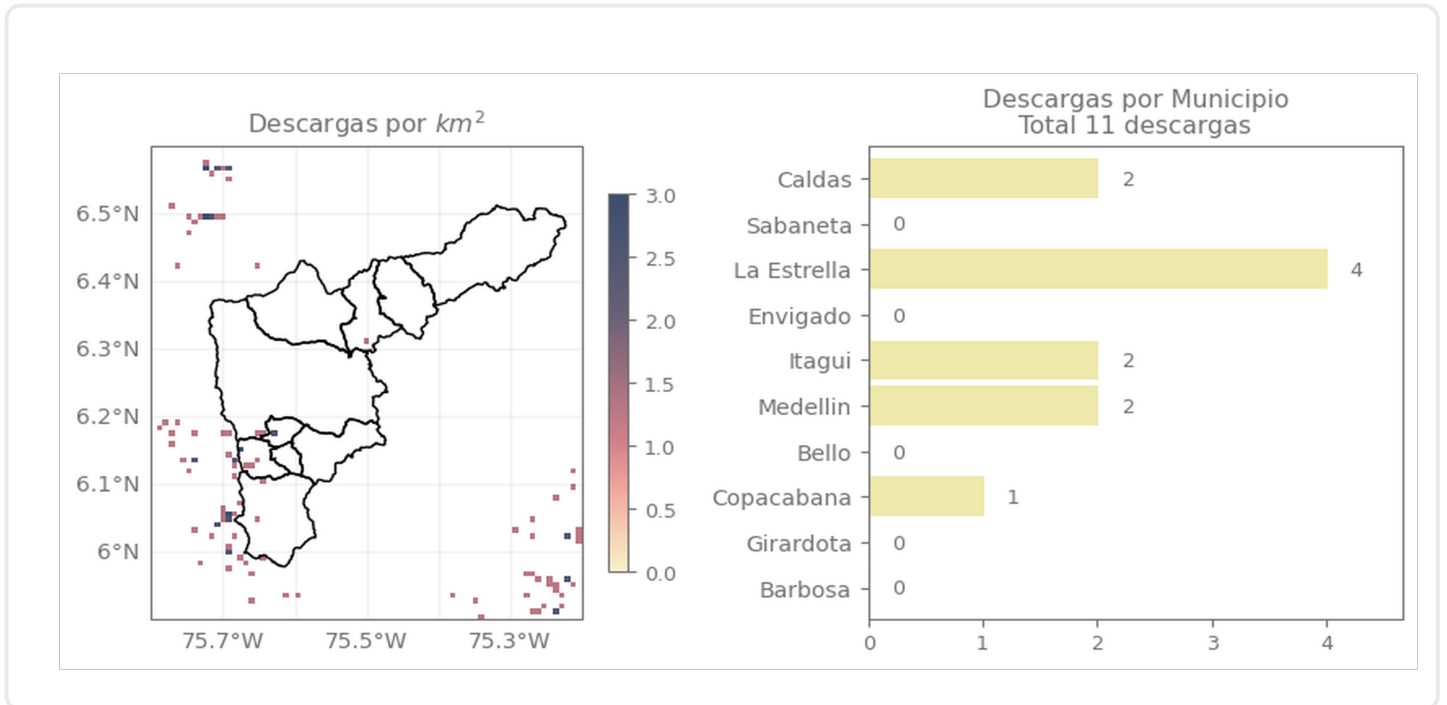 Descargas por km²
6.5°N
6.4°N
6.3°N
6.2°N
6.1°N
6°N
75.7°W
75.5°W
75.3°W
3.0
2.5
2.0
1.5
1.0
0.5
0.0
Descargas por Municipio
Total 11 descargas
Caldas 2
Sabaneta 0
La Estrella 4
Envigado 0
Itagui 2
Medellin 2
Bello 0
Copacabana 1
Girardota 0
Barbosa 0
0 1 2 3 4